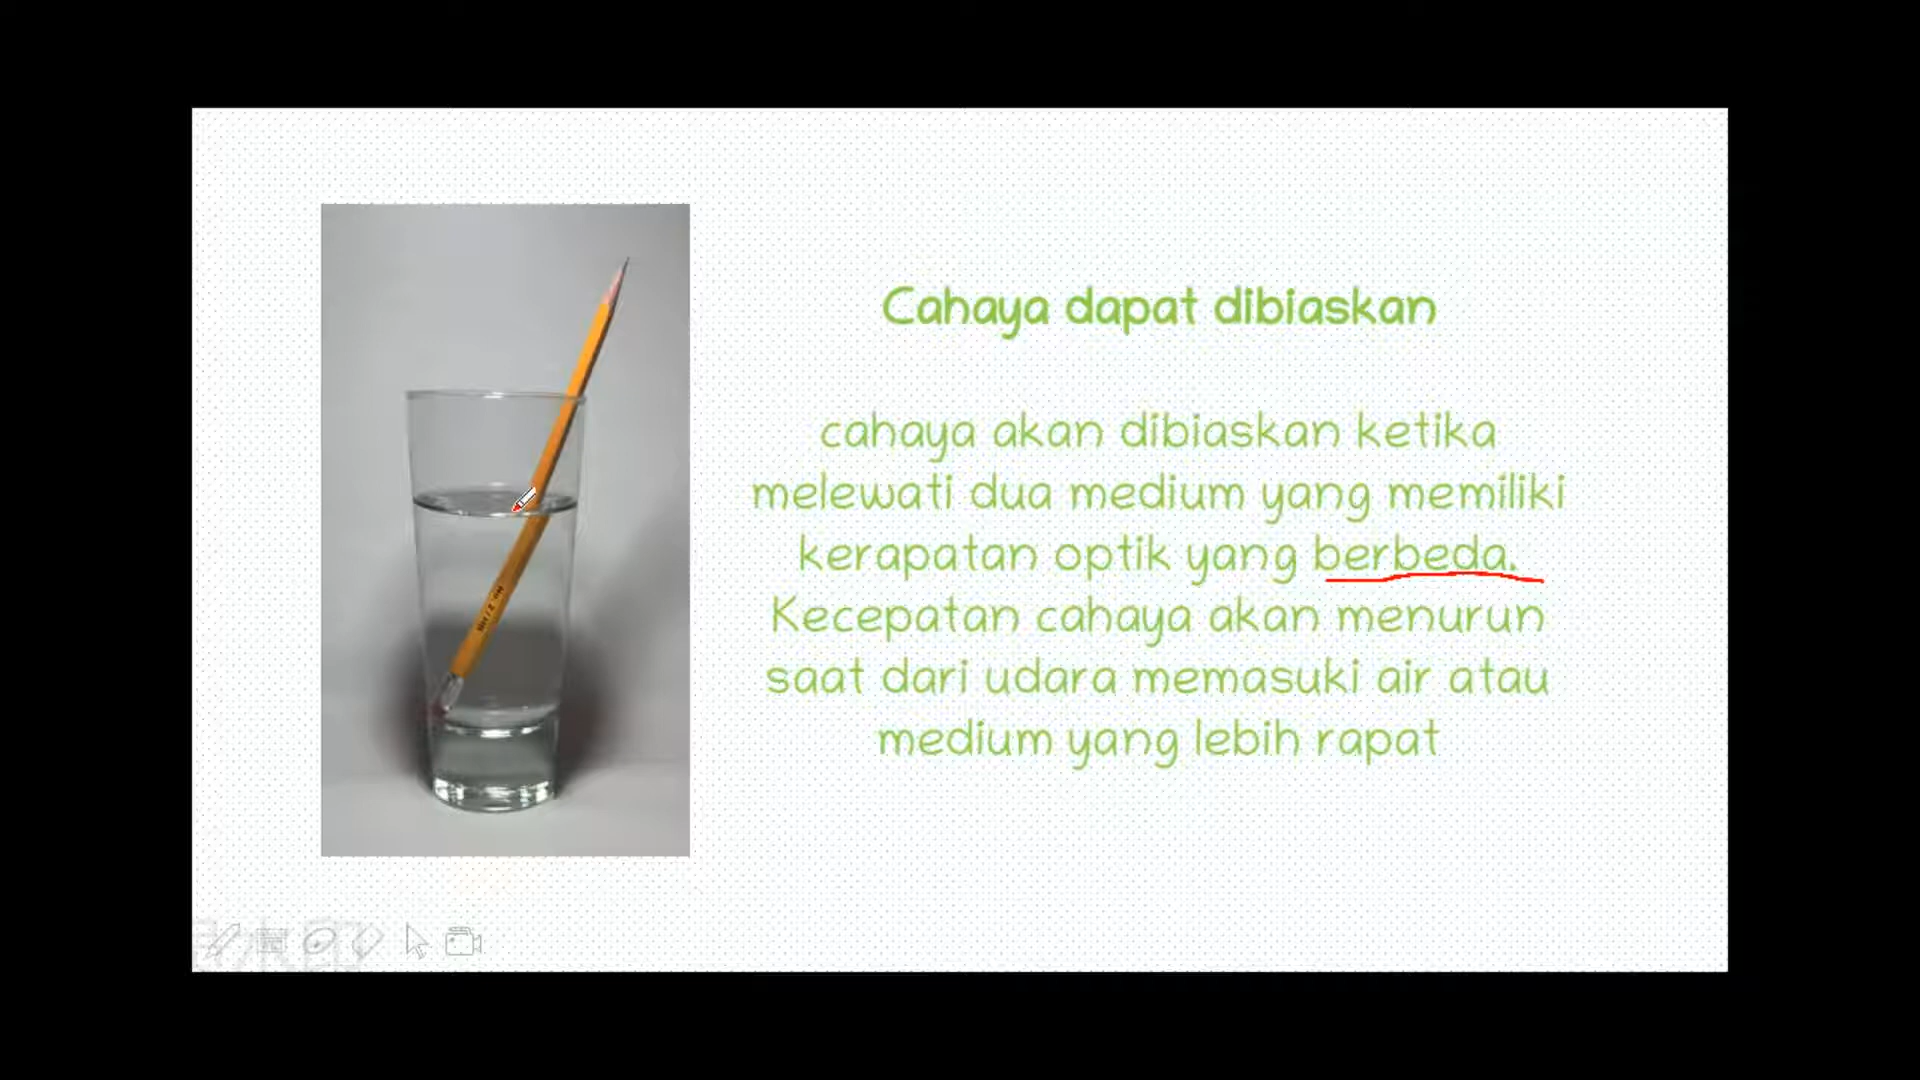 Cahaya dapat dibiaskan
cahaya akan dibiaskan ketika
melewati dua medium yang memiliki
kerapatan optik yang berbeda.
Kecepatan cahaya akan menurun
saat dari udara memasuki air atau
medium yang lebih rapat